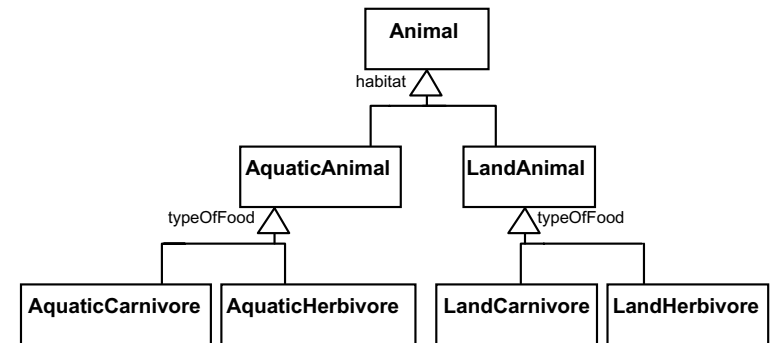 Animal
habitat
AquaticAnimal
LandAnimal
typeOfFood
typeOfFood
AquaticCarnivore
AquaticHerbivore
LandCarnivore
LandHerbivore